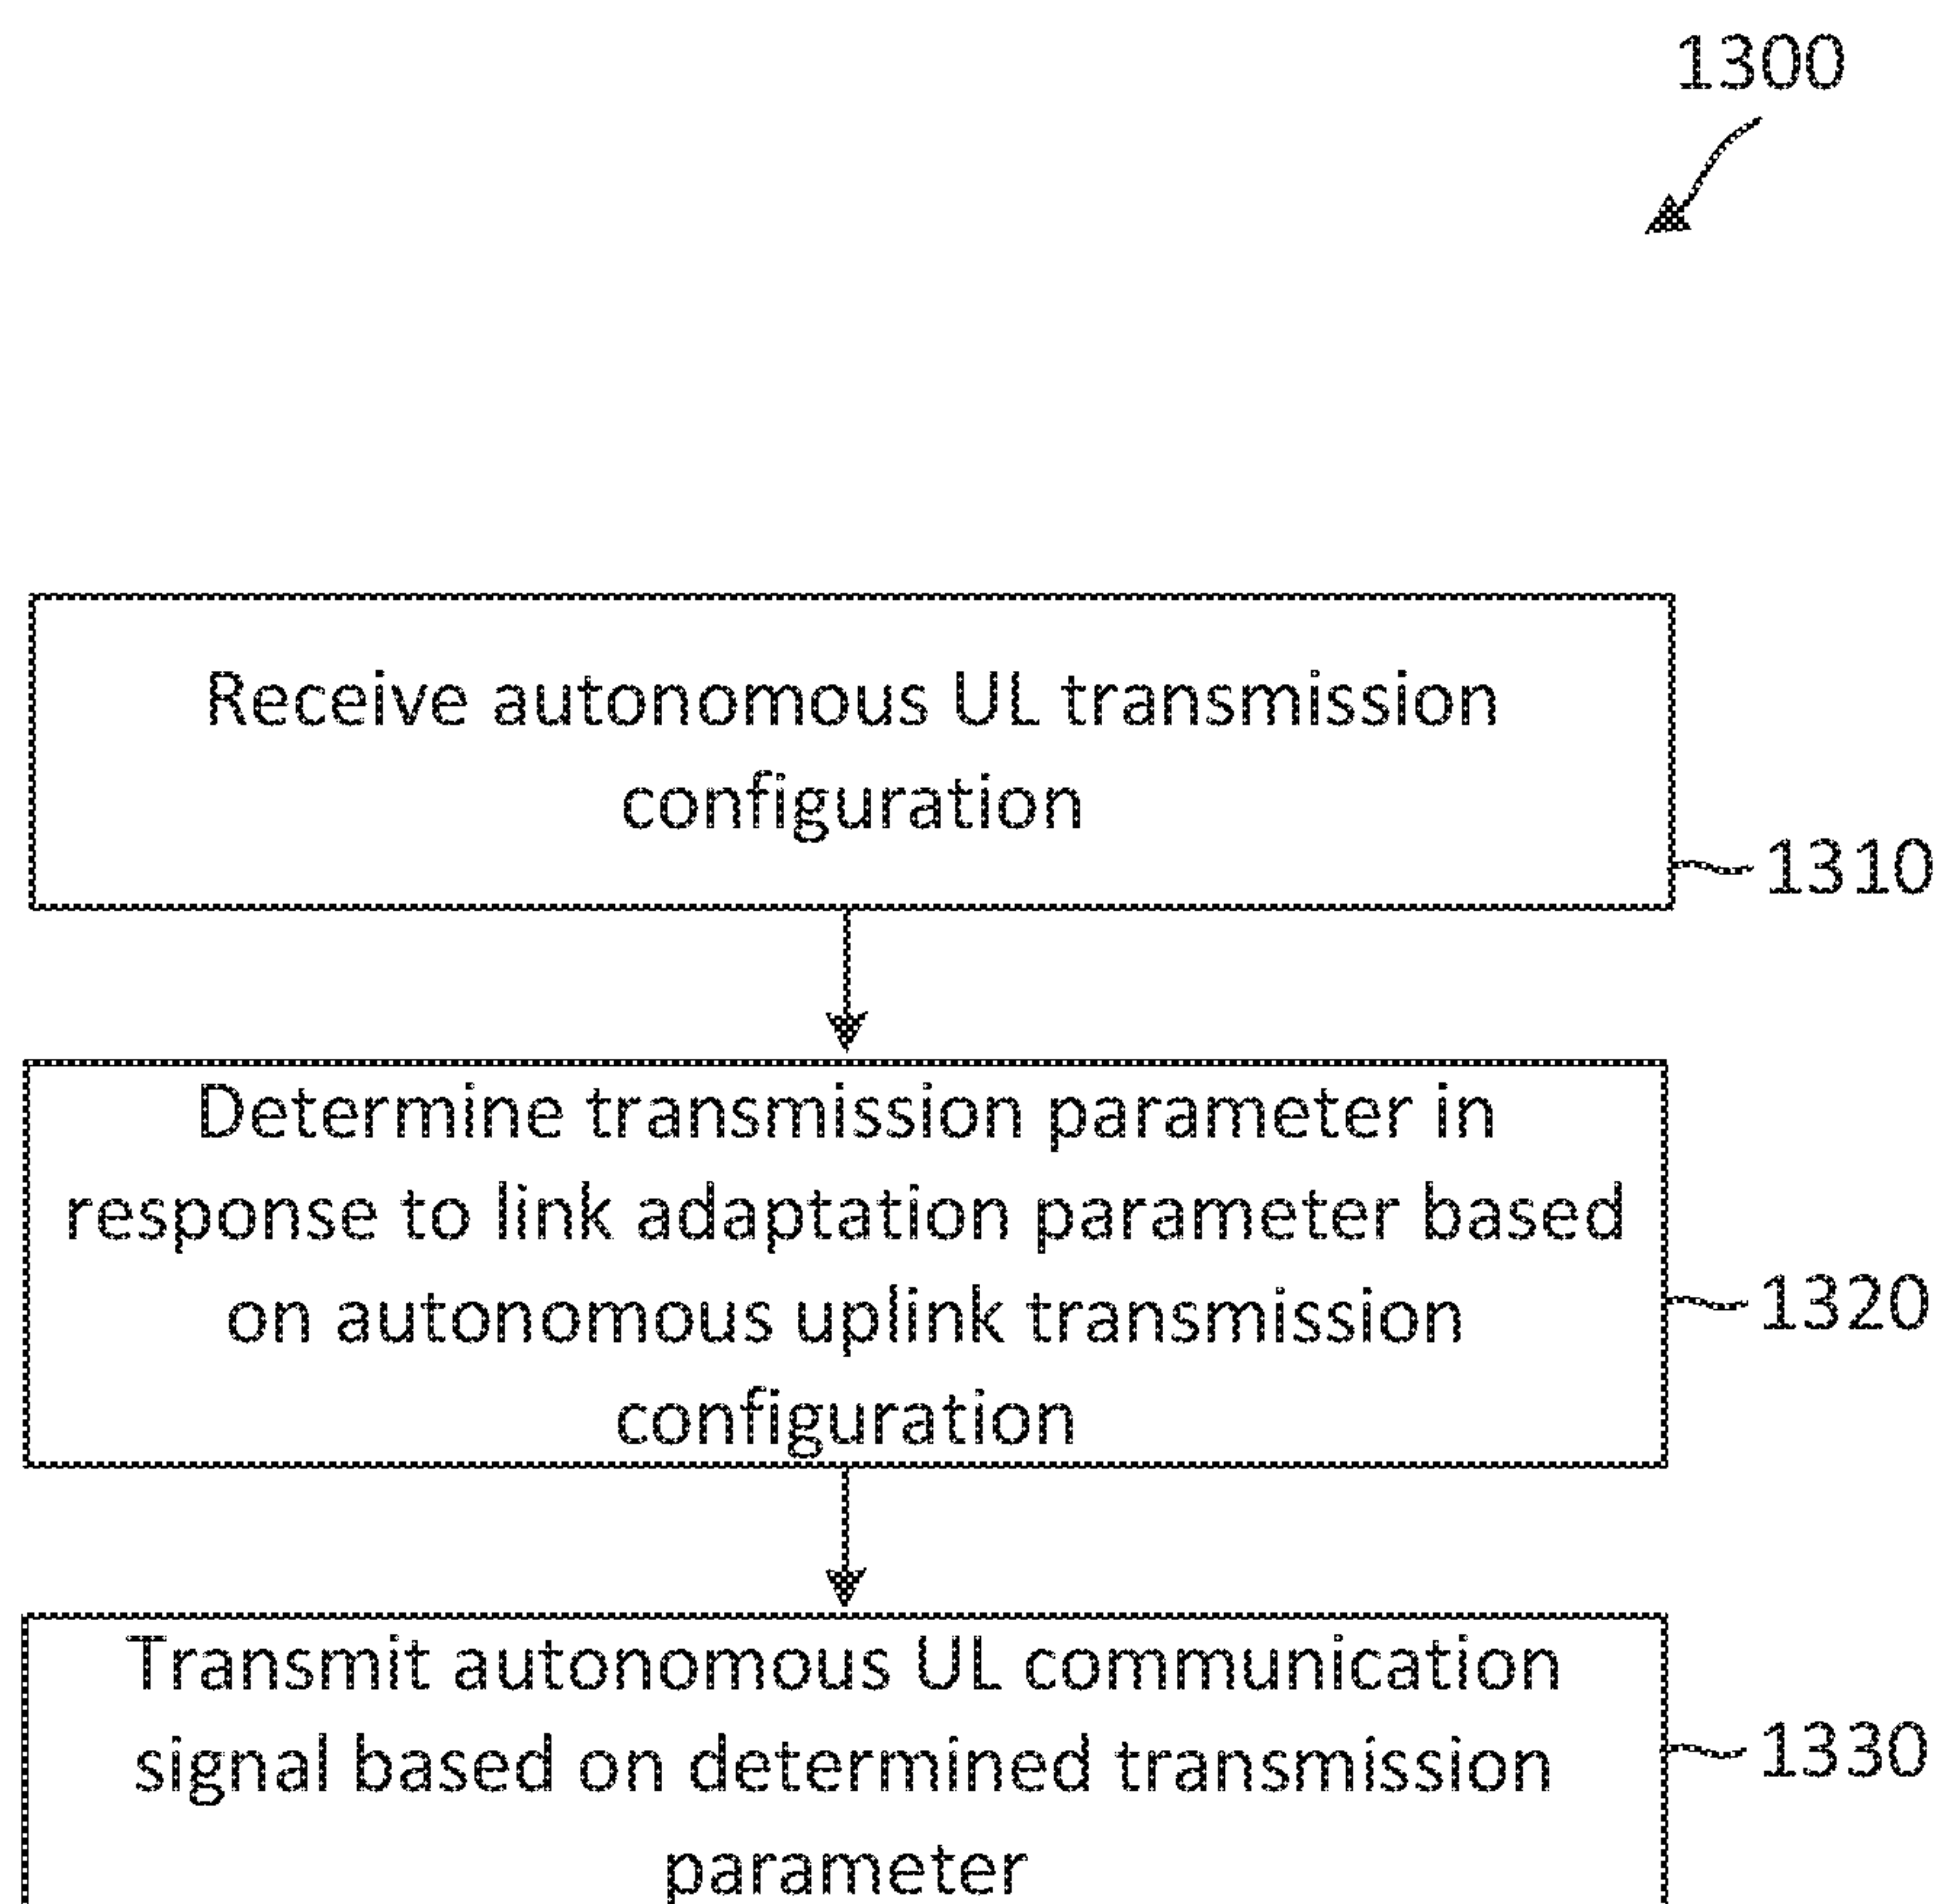 1300
Receive autonomous UL transmission
configuration
1310
Determine transmission parameter in
response to link adaptation parameter based
on autonomous uplink transmission
configuration
1320
Transmit autonomous UL communication
signal based on determined transmission
parameter
1330